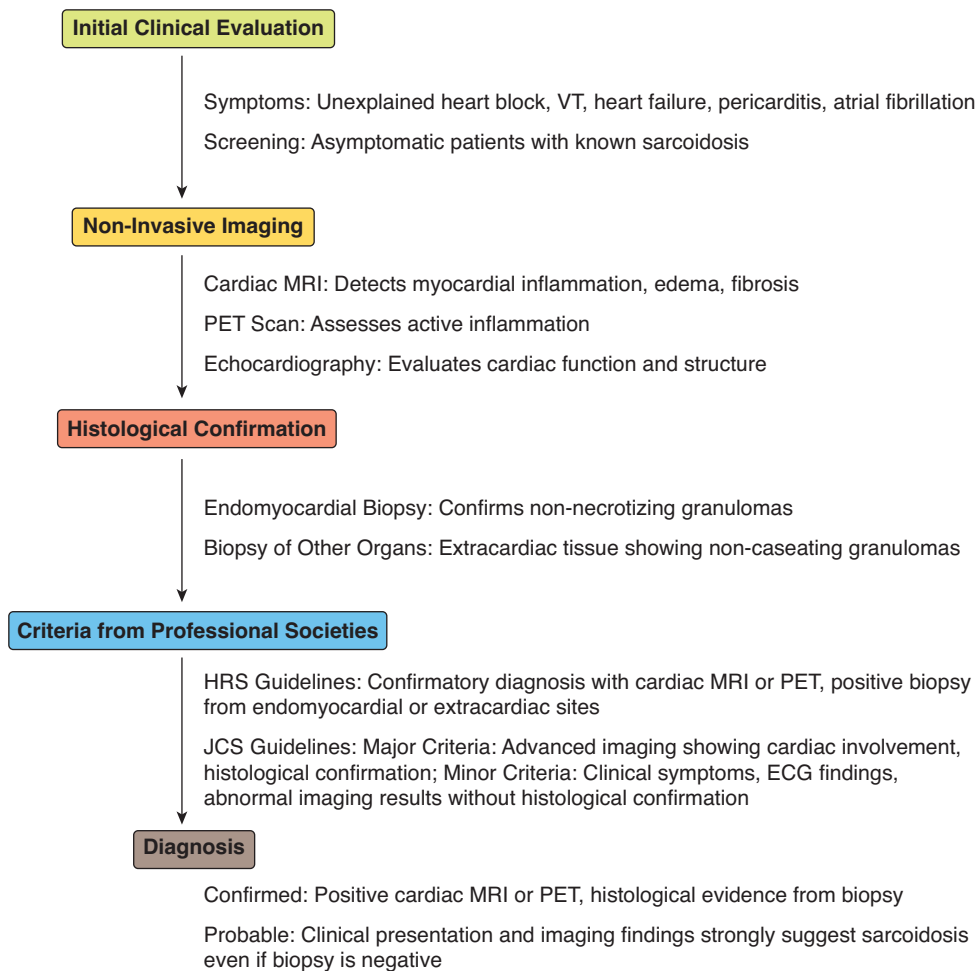 Initial Clinical Evaluation
Symptoms: Unexplained heart block, VT, heart failure, pericarditis, atrial fibrillation
Screening: Asymptomatic patients with known sarcoidosis
Non-Invasive Imaging
Cardiac MRI: Detects myocardial inflammation, edema, fibrosis
PET Scan: Assesses active inflammation
Echocardiography: Evaluates cardiac function and structure
Histological Confirmation
Endomyocardial Biopsy: Confirms non-necrotizing granulomas
Biopsy of Other Organs: Extracardiac tissue showing non-caseating granulomas
Criteria from Professional Societies
HRS Guidelines: Confirmatory diagnosis with cardiac MRI or PET, positive biopsy
from endomyocardial or extracardiac sites
JCS Guidelines: Major Criteria: Advanced imaging showing cardiac involvement,
histological confirmation; Minor Criteria: Clinical symptoms, ECG findings,
abnormal imaging results without histological confirmation
Diagnosis
Confirmed: Positive cardiac MRI or PET, histological evidence from biopsy
Probable: Clinical presentation and imaging findings strongly suggest sarcoidosis
even if biopsy is negative